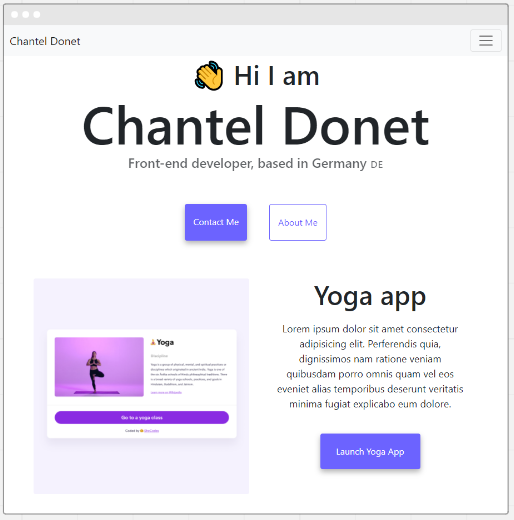 Chantel Donet
👋 Hi I am
Chantel Donet
Front-end developer, based in Germany DE
Contact Me
About Me
Yoga
Go to a yoga class
Yoga app
Lorem ipsum dolor sit amet consectetur
adipisicing elit. Perferendis quia,
dignissimos nam ratione veniam
quibusdam porro omnis quam vel eos
eveniet alias temporibus deserunt veritatis
minima fugiat explicabo eum dolore.
Launch Yoga App